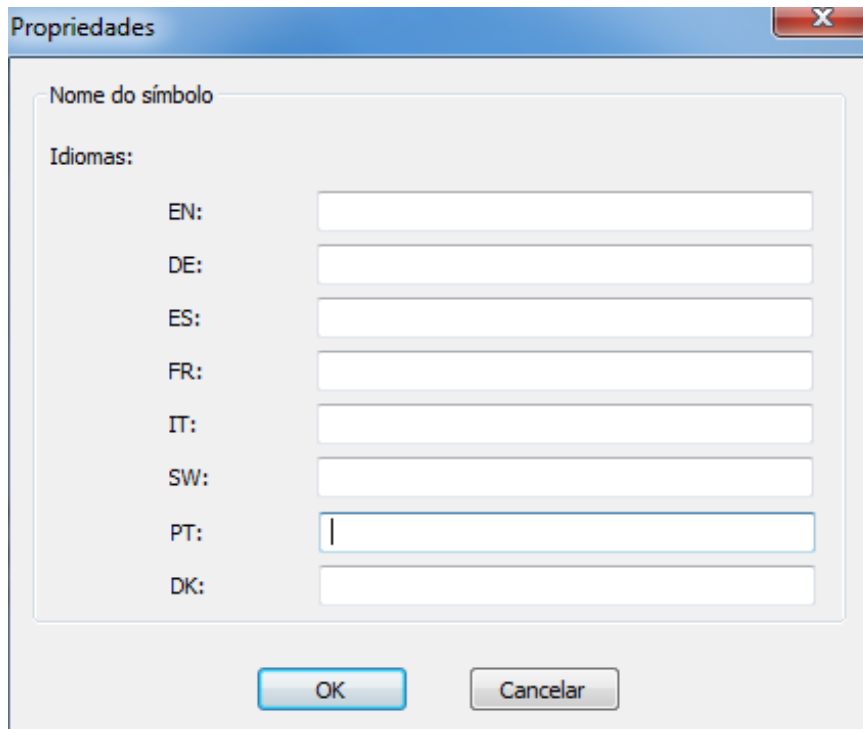 Propriedades
Nome do símbolo
Idiomas:
EN:
DE:
ES:
FR:
IT:
SW:
PT:
DK:
OK Cancelar